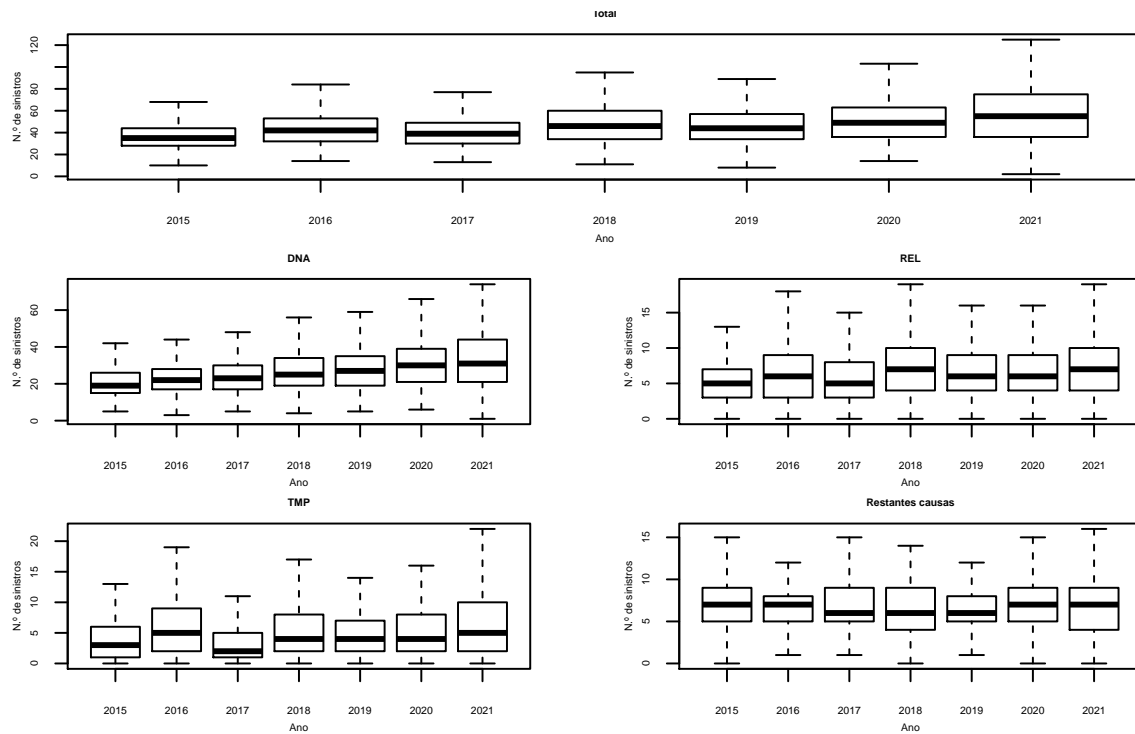 Total
N.º de sinistros
0 20 40 60 80 120
2015 2016 2017 2018 2019 2020 2021
Ano
DNA
N.º de sinistros
0 20 40 60
2015 2016 2017 2018 2019 2020 2021
Ano
REL
N.º de sinistros
0 5 10 15
2015 2016 2017 2018 2019 2020 2021
Ano
TMP
N.º de sinistros
0 5 10 15 20
2015 2016 2017 2018 2019 2020 2021
Ano
Restantes causas
N.º de sinistros
0 5 10 15
2015 2016 2017 2018 2019 2020 2021
Ano